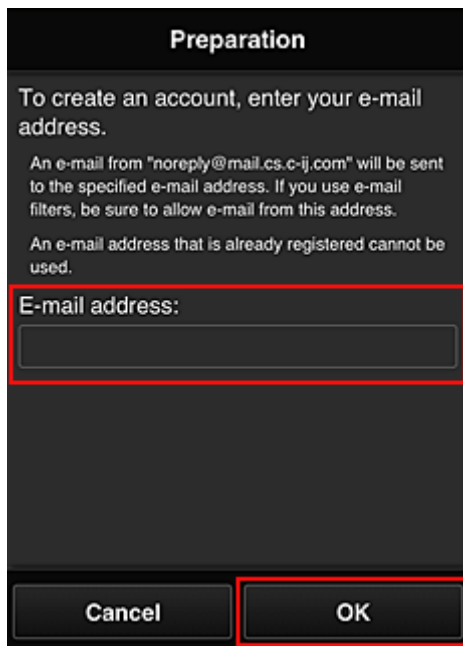 Preparation
To create an account, enter your e-mail
address.
An e-mail from "noreply@mail.cs.c-ij.com" will be sent
to the specified e-mail address. If you use e-mail
filters, be sure to allow e-mail from this address.
An e-mail address that is already registered cannot be
used.
E-mail address:
Cancel OK